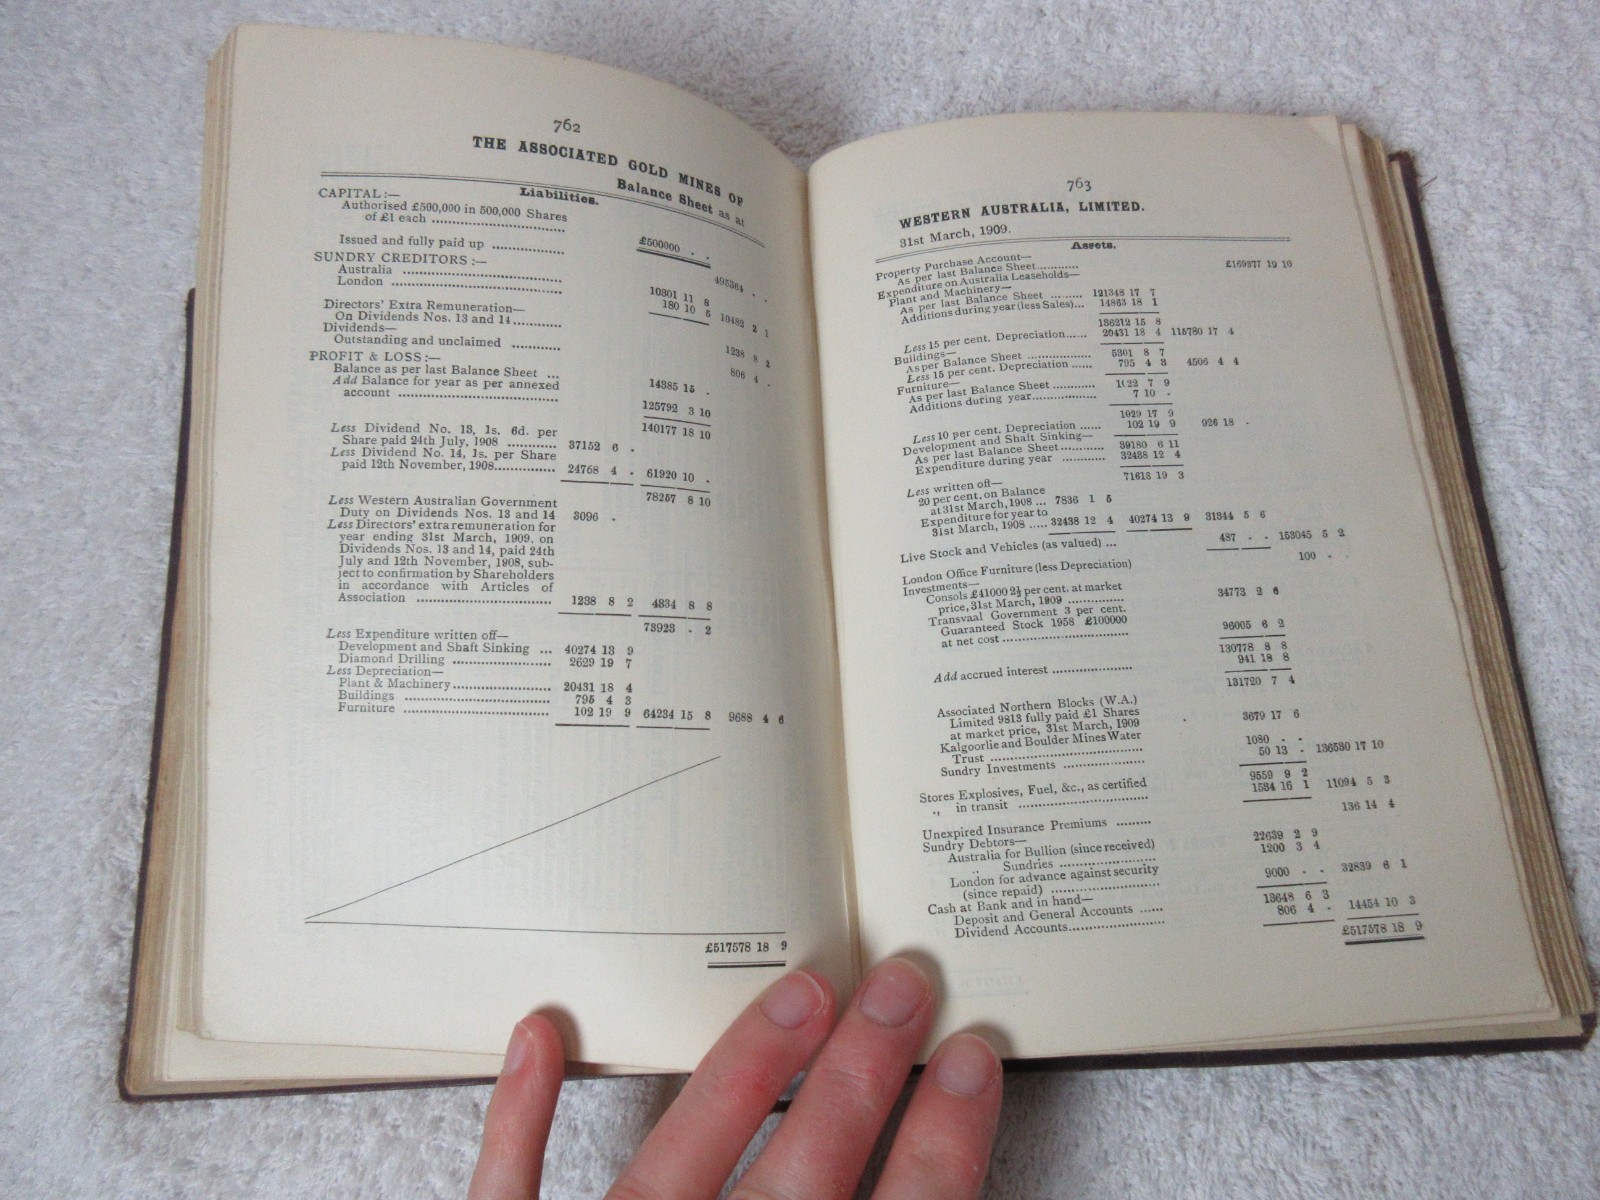 762
THE ASSOCIATED GOLD MINES OF
Balance Sheet as at
Liabilities.
CAPITAL :—
Authorised £500,000 in 500,000 Shares
of £1 each .................... £500000 . .
Issued and fully paid up .............. 495364 . .
SUNDRY CREDITORS :—
Australia .................... 10301 11 8
London .................... 180 10 5 10482 2 1
Directors' Extra Remuneration—
On Dividends Nos. 13 and 14 ............ 1238 8 2
Dividends—
Outstanding and unclaimed ............ 806 4 .
PROFIT & LOSS :—
Balance as per last Balance Sheet ... 14385 15 .
Add Balance for year as per annexed
account .................... 125792 3 10
140177 18 10
Less Dividend No. 13, 1s. 6d. per
Share paid 24th July, 1908 ............ 37152 6 .
Less Dividend No. 14, 1s. per Share
paid 12th November, 1908............... 24768 4 . 61920 10 .
78257 8 10
Less Western Australian Government
Duty on Dividends Nos. 13 and 14 3096 .
Less Directors' extra remuneration for
year ending 31st March, 1909, on
Dividends Nos. 13 and 14, paid 24th
July and 12th November, 1908, sub-
ject to confirmation by Shareholders
in accordance with Articles of
Association .................... 1238 8 2 4334 8 8
73923 . 2
Less Expenditure written off—
Development and Shaft Sinking ... 40274 13 9
Diamond Drilling .................... 2629 19 7
Less Depreciation—
Plant & Machinery.................... 20431 18 4
Buildings .................... 795 4 3
Furniture .................... 102 19 9 64234 15 8 9688 4 6
£517578 18 9
763
WESTERN AUSTRALIA, LIMITED.
31st March, 1909.
Assets.
Property Purchase Account—
As per last Balance Sheet............ £169377 19 10
Expenditure on Australia Leaseholds—
Plant and Machinery—
As per last Balance Sheet ......... 121348 17 7
Additions during year (less Sales)... 14863 18 1
136212 15 8
Less 15 per cent. Depreciation...... 20431 18 4 115780 17 4
Buildings—
As per Balance Sheet .................. 5301 8 7
Less 15 per cent. Depreciation ...... 795 4 3 4506 4 4
Furniture—
As per last Balance Sheet ............ 1022 7 9
Additions during year.................. 7 10 .
1029 17 9
Less 10 per cent. Depreciation ...... 102 19 9 926 18 .
Development and Shaft Sinking—
As per last Balance Sheet............ 39180 6 11
Expenditure during year ............ 32438 12 4
71618 19 3
Less written off—
20 per cent. on Balance
at 31st March, 1908 ... 7836 1 5
Expenditure for year to
31st March, 1908 ..... 32438 12 4 40274 13 9 31344 5 6
Live Stock and Vehicles (as valued) ... 487 . . 153045 5 2
London Office Furniture (less Depreciation) 100 . .
Investments—
Consols £41000 2½ per cent. at market
price, 31st March, 1909 ............... 34773 2 6
Transvaal Government 3 per cent.
Guaranteed Stock 1958 £100000
at net cost .................... 96005 6 2
130778 8 8
Add accrued interest .................... 941 18 8
131720 7 4
Associated Northern Blocks (W.A.)
Limited 9813 fully paid £1 Shares
at market price, 31st March, 1909 3679 17 6
Kalgoorlie and Boulder Mines Water
Trust .................... 1080 . .
Sundry Investments .................... 50 13 . 136530 17 10
Stores Explosives, Fuel, &c., as certified 9559 9 2
„ in transit .................... 1534 16 1 11094 5 3
Unexpired Insurance Premiums ......... 136 14 4
Sundry Debtors—
Australia for Bullion (since received) 22639 2 9
„ Sundries .................... 1200 3 4
London for advance against security
(since repaid) .................... 9000 . . 32839 6 1
Cash at Bank and in hand—
Deposit and General Accounts ...... 13648 6 3
Dividend Accounts.................... 806 4 . 14454 10 3
£517578 18 9